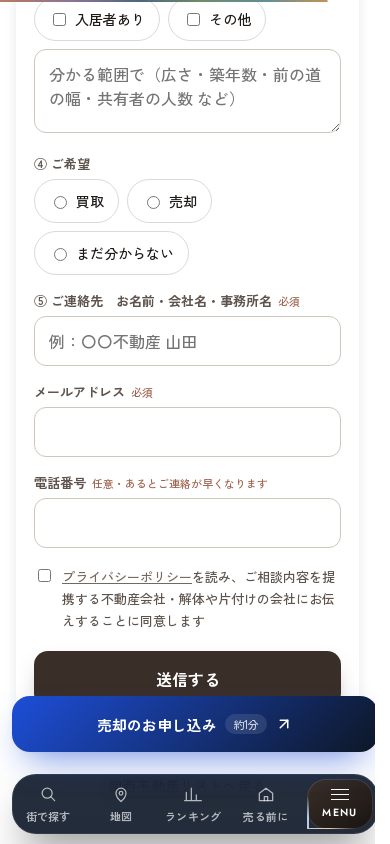 入居者あり
その他
分かる範囲で（広さ・築年数・前の道
の幅・共有者の人数 など）
④ ご希望
買取
売却
まだ分からない
⑤ ご連絡先　お名前・会社名・事務所名 必須
例：〇〇不動産 山田
メールアドレス 必須
電話番号 任意・あるとご連絡が早くなります
プライバシーポリシーを読み、ご相談内容を提
携する不動産会社・解体や片付けの会社にお伝
えすることに同意します
送信する
売却のお申し込み 約1分
街で探す
地図
ランキング
売る前に
MENU